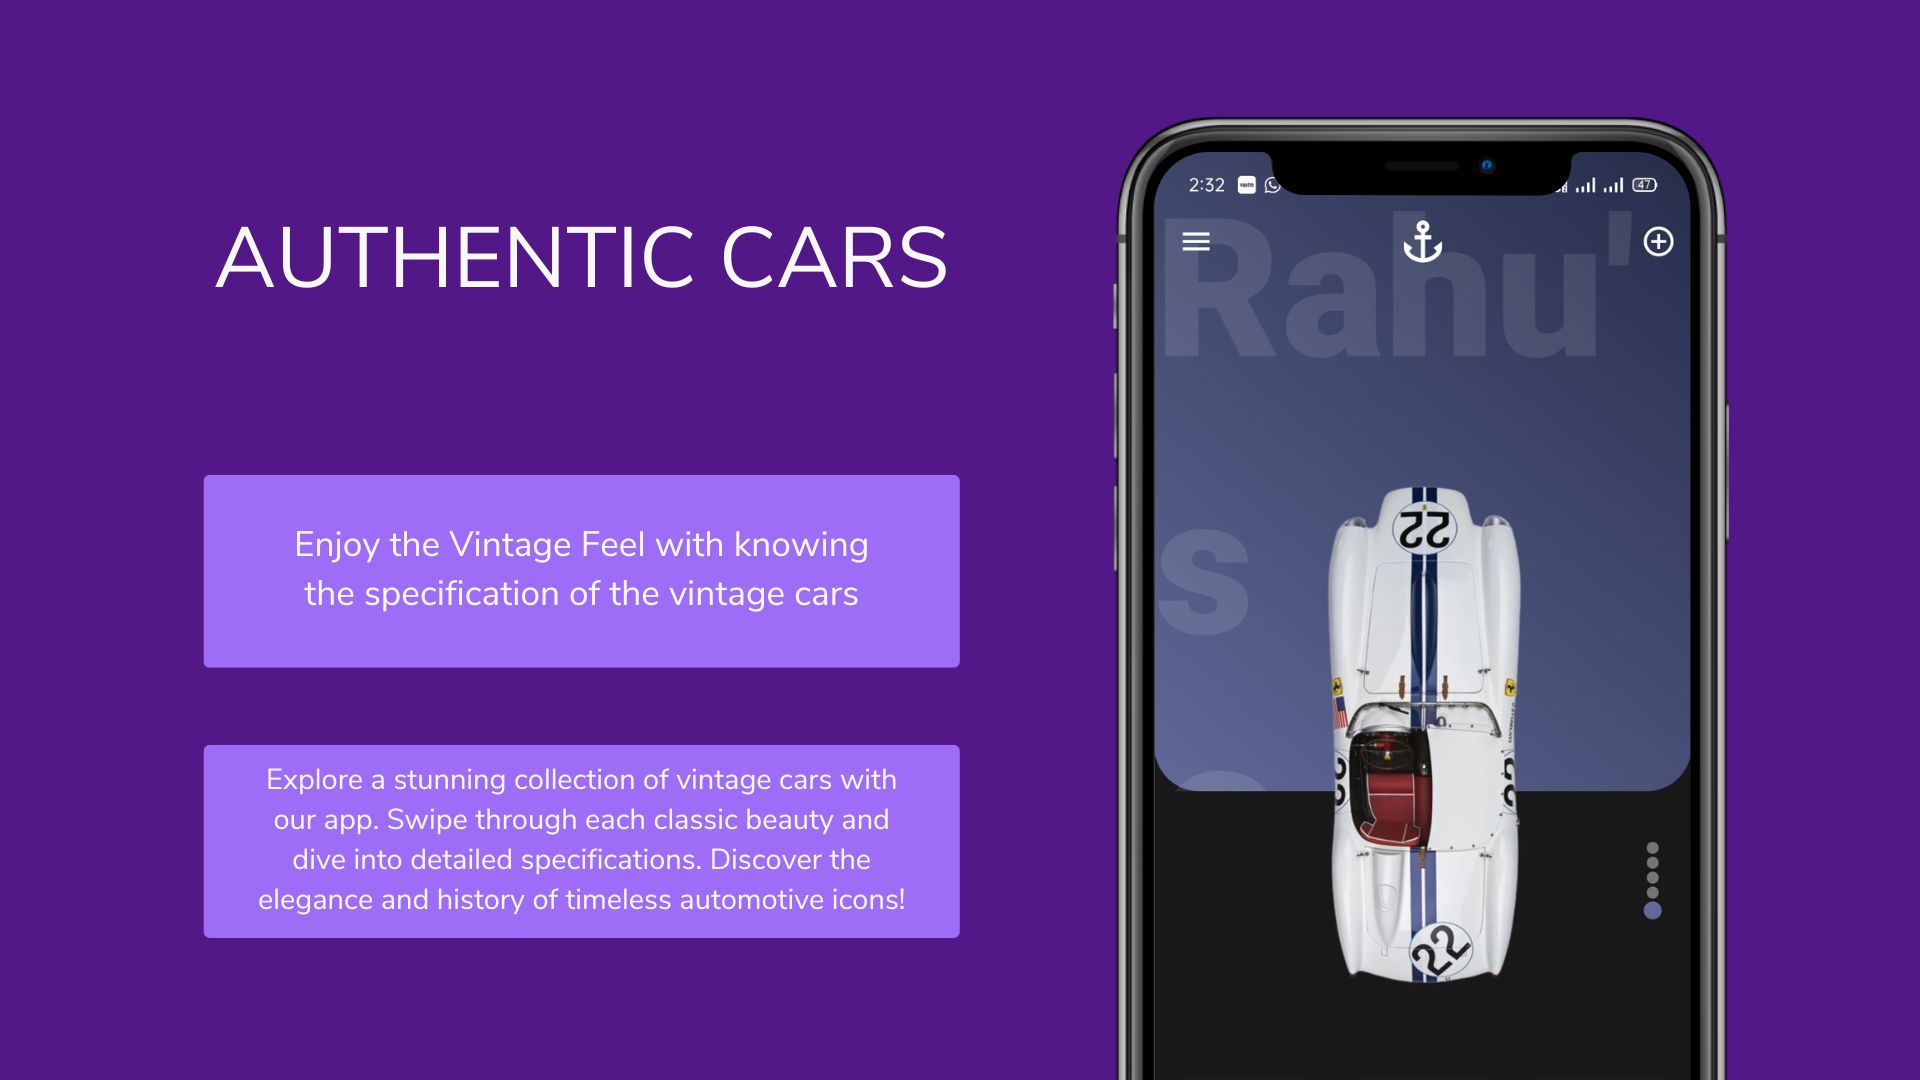 AUTHENTIC CARS
Enjoy the Vintage Feel with knowing
the specification of the vintage cars
Explore a stunning collection of vintage cars with
our app. Swipe through each classic beauty and
dive into detailed specifications. Discover the
elegance and history of timeless automotive icons!
2:32
47
Rahu'
s
22
22
22